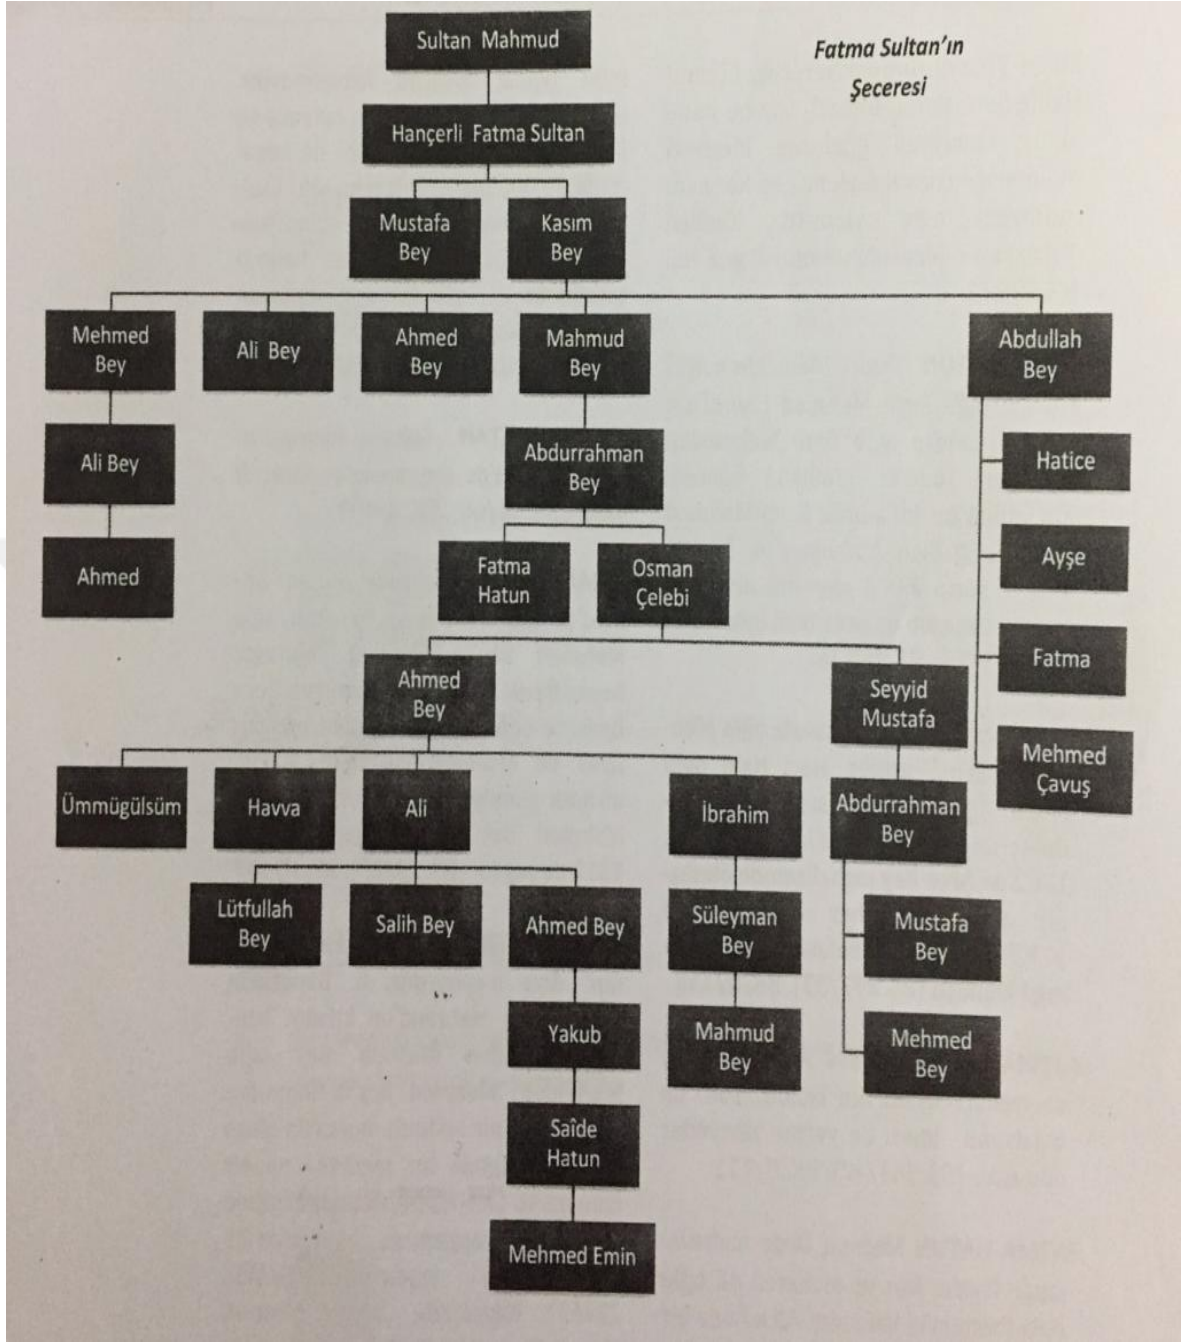 Sultan Mahmud
Fatma Sultan'ın
Şeceresi
Hançerli Fatma Sultan
Mustafa
Bey
Kasım
Bey
Mehmed
Bey
Ali Bey
Ahmed
Bey
Mahmud
Bey
Abdullah
Bey
Ali Bey
Abdurrahman
Bey
Hatice
Ahmed
Fatma
Hatun
Osman
Çelebi
Ayşe
Ahmed
Bey
Seyyid
Mustafa
Fatma
Mehmed
Çavuş
Ümmügülsüm
Havva
Ali
İbrahim
Abdurrahman
Bey
Lütfullah
Bey
Salih Bey
Ahmed Bey
Süleyman
Bey
Mustafa
Bey
Yakub
Mahmud
Bey
Mehmed
Bey
Saîde
Hatun
Mehmed Emin